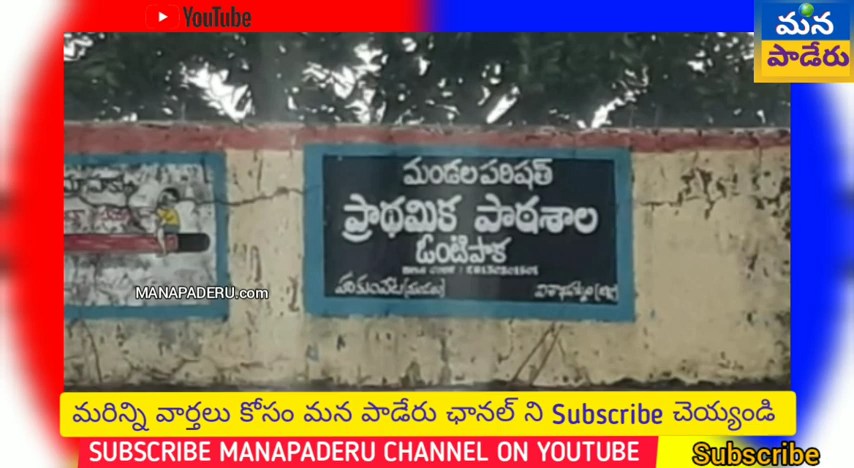 YouTube
మన
పాడేరు
మండల పరిషత్
ప్రాథమిక పాఠశాల
ఓంటిపాక
MANAPADERU.com
మరిన్ని వార్తలు కోసం మన పాడేరు ఛానల్ ని Subscribe చెయ్యండి
SUBSCRIBE MANAPADERU CHANNEL ON YOUTUBE
Subscribe